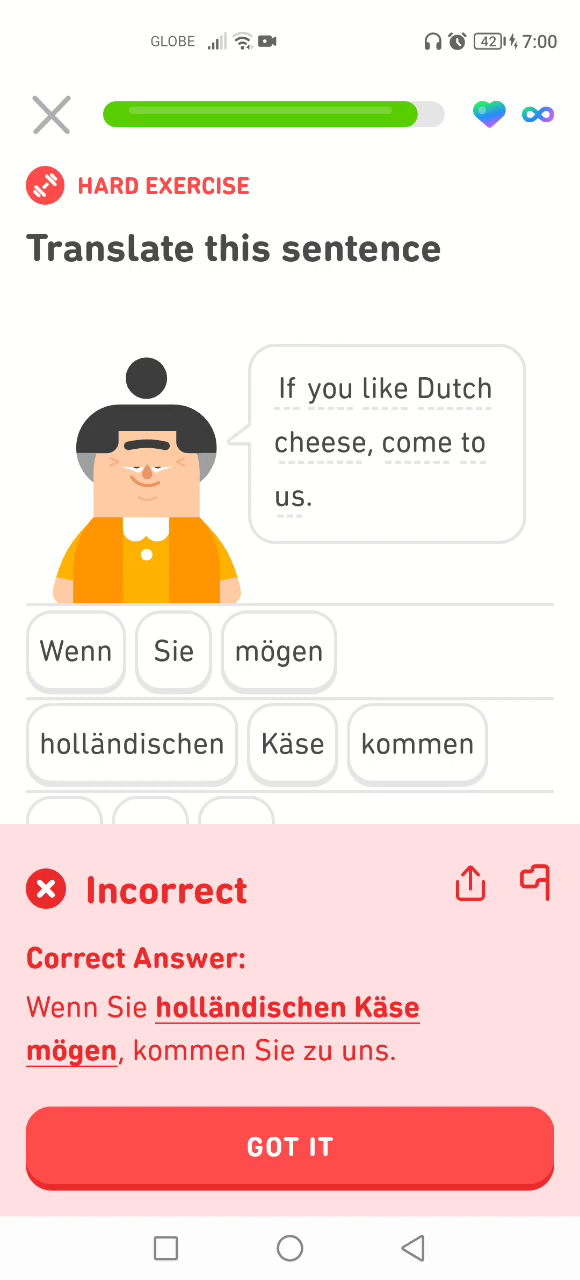 GLOBE 42 7:00
HARD EXERCISE
Translate this sentence
If you like Dutch
cheese, come to
us.
Wenn Sie mögen
holländischen Käse kommen
Incorrect
Correct Answer:
Wenn Sie holländischen Käse
mögen, kommen Sie zu uns.
GOT IT